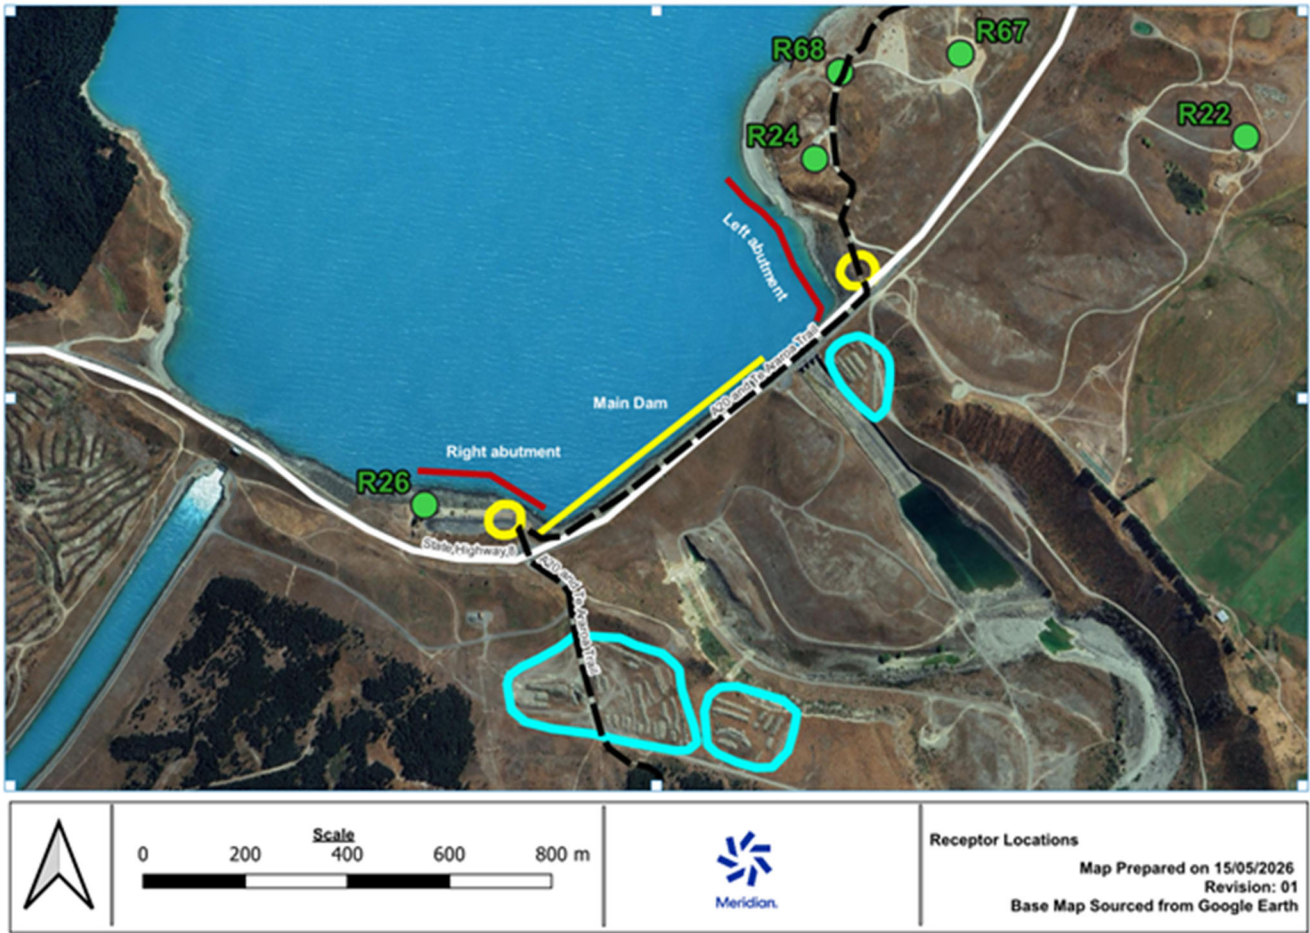 R68
R67
R24
R22
Left abutment
A20 and Te Araroa Trail
Main Dam
Right abutment
R26
State Highway 8
A20 and Te Araroa Trail
Scale
0 200 400 600 800 m
Meridian.
Receptor Locations
Map Prepared on 15/05/2026
Revision: 01
Base Map Sourced from Google Earth